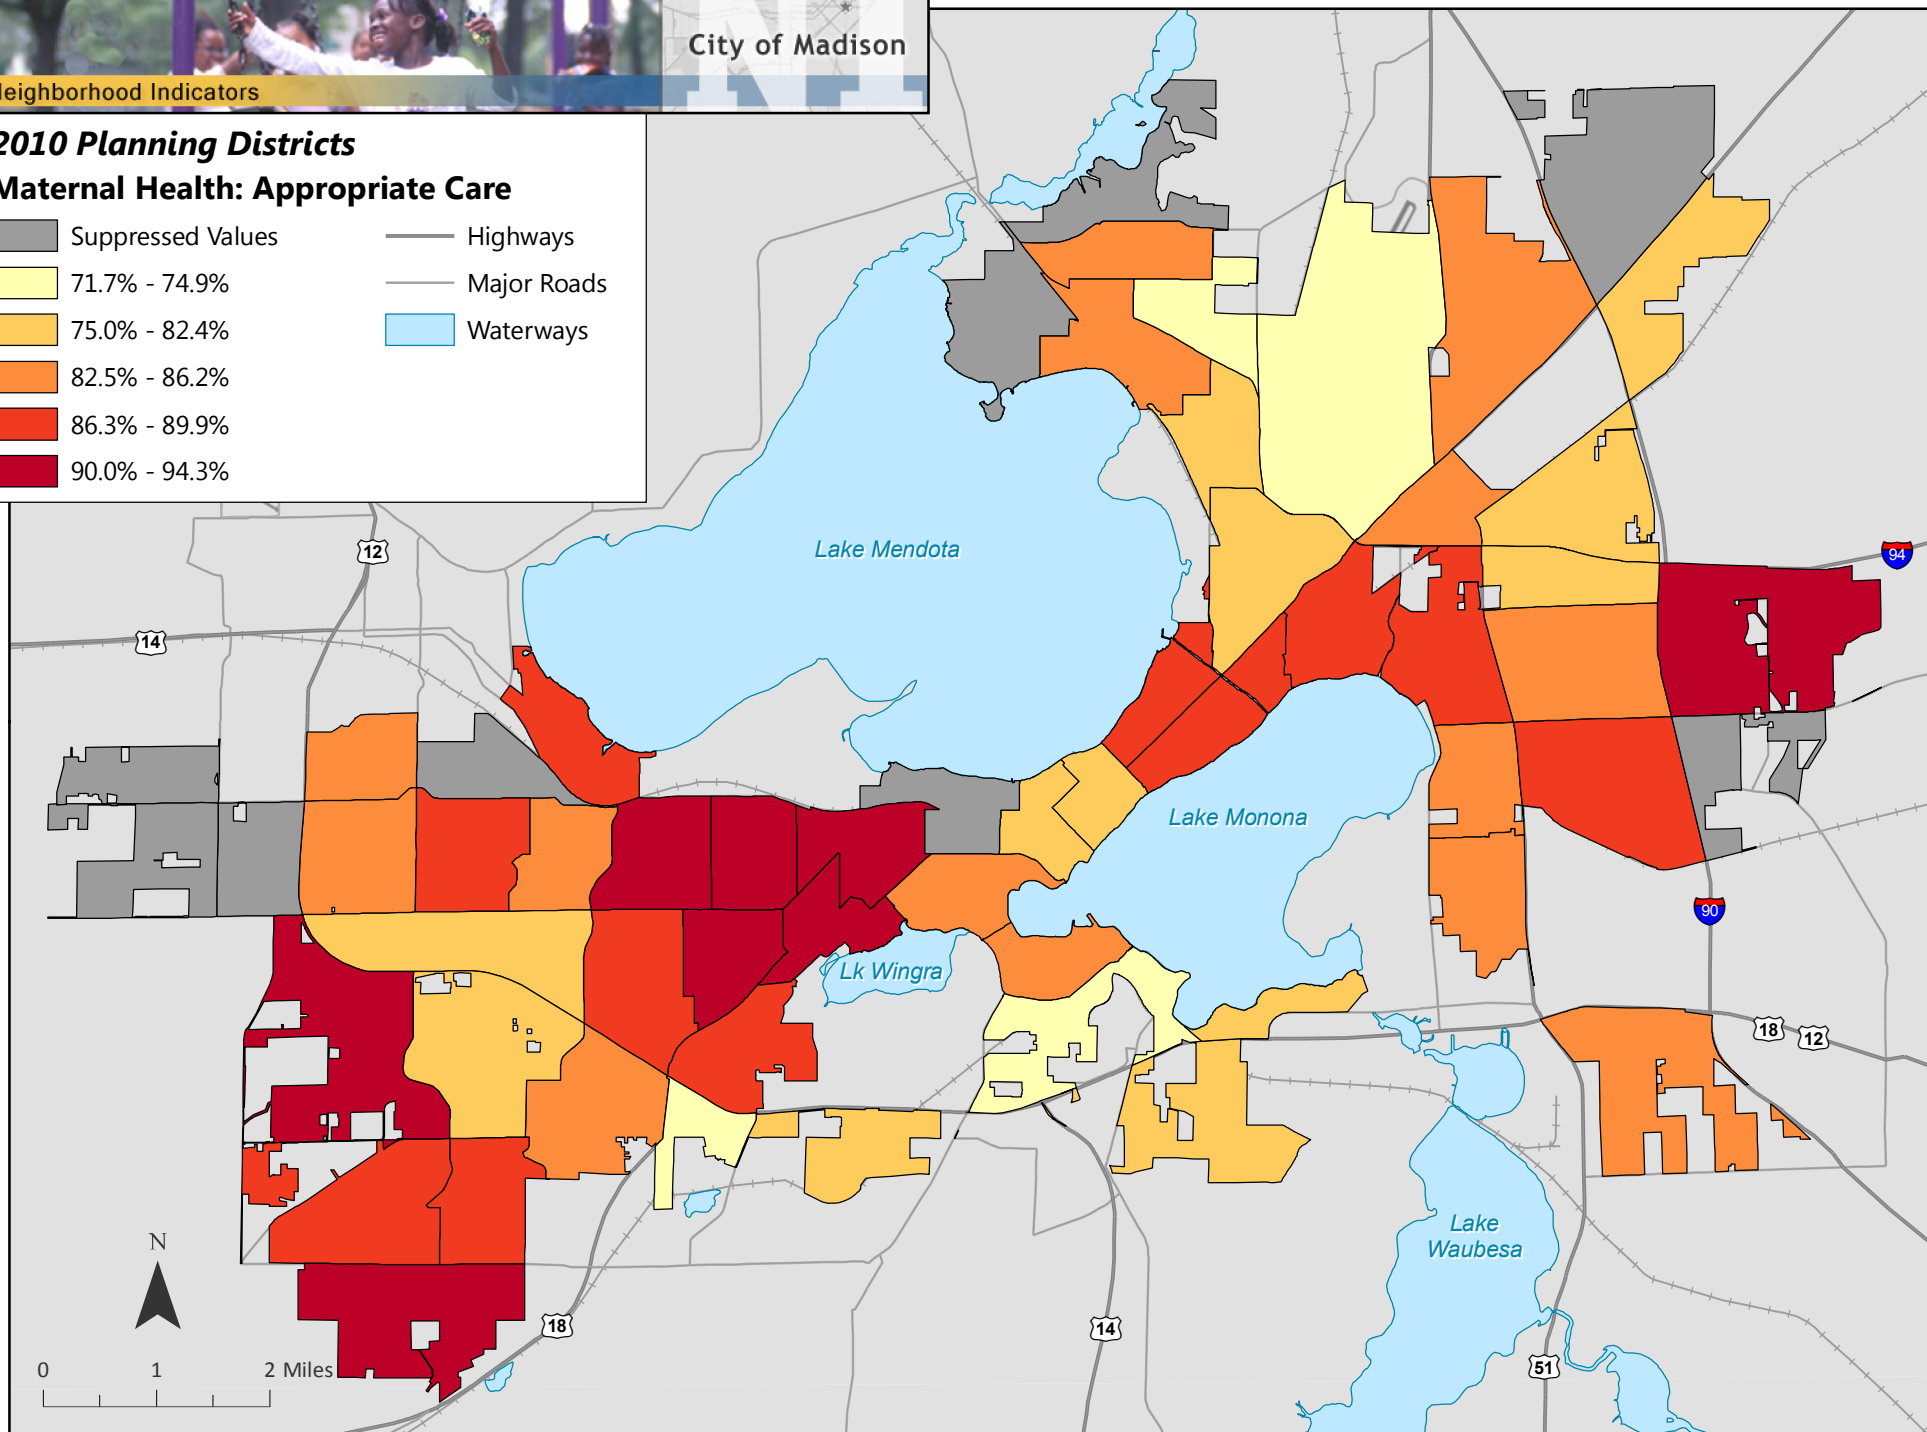 City of Madison
eighborhood Indicators
2010 Planning Districts
Maternal Health: Appropriate Care
Suppressed Values
71.7% - 74.9%
75.0% - 82.4%
82.5% - 86.2%
86.3% - 89.9%
90.0% - 94.3%
Highways
Major Roads
Waterways
12
14
Lake Mendota
94
Lake Monona
90
Lk Wingra
18
12
Lake
Waubesa
N
18
14
51
0 1 2 Miles